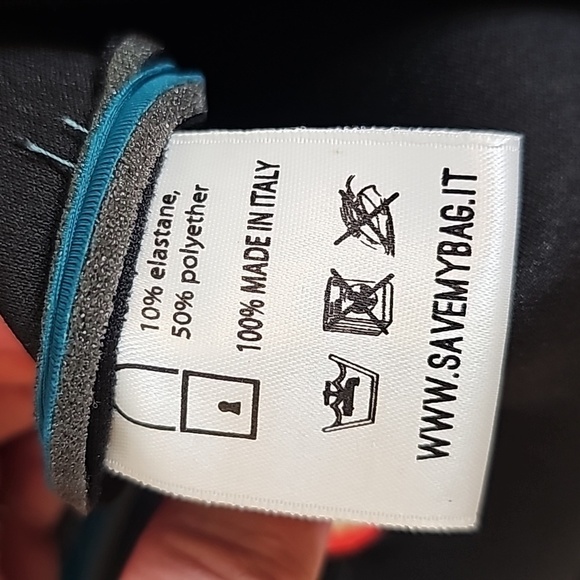 10% elastane,
50% polyether
100% MADE IN ITALY
WWW.SAVEMYBAG.IT